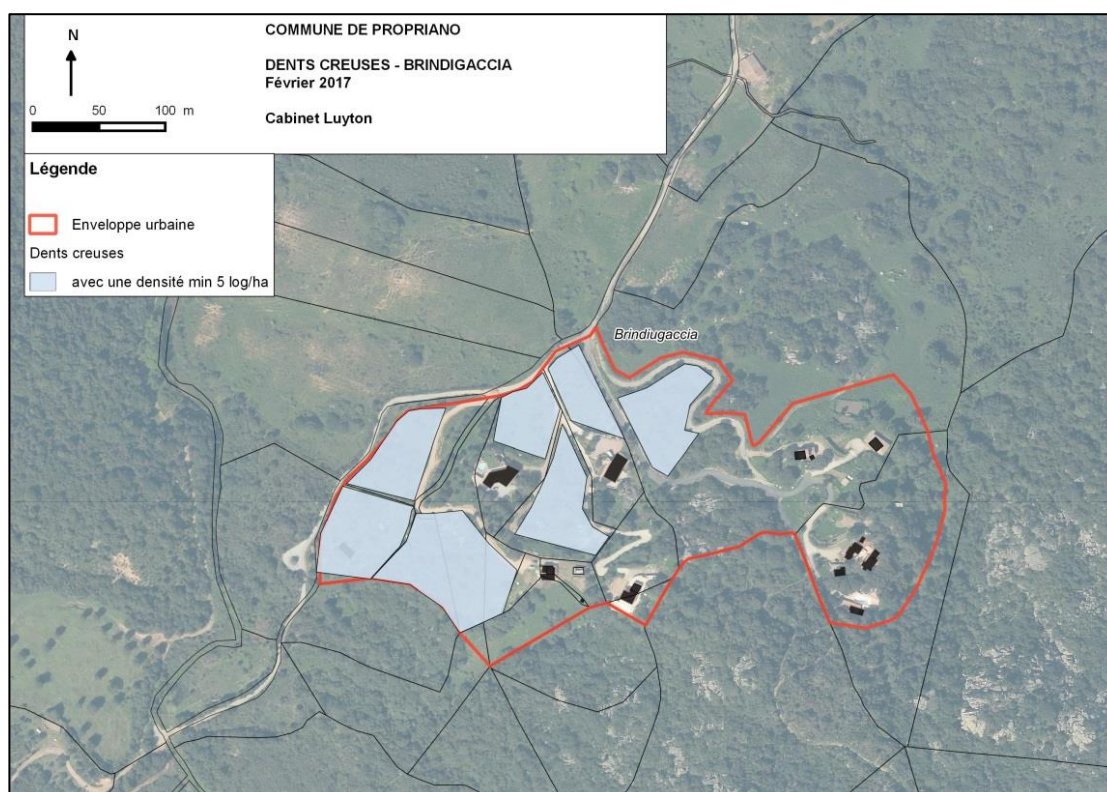 N
0 50 100 m
COMMUNE DE PROPRIANO
DENTS CREUSES - BRINDIGACCIA
Février 2017
Cabinet Luyton
Légende
Enveloppe urbaine
Dents creuses
avec une densité min 5 log/ha
Brindiugaccia